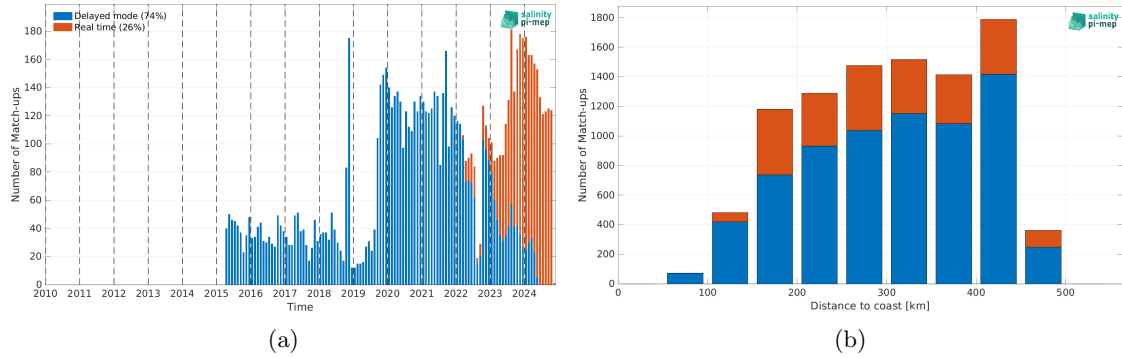 Delayed mode (74%)
Real time (26%)
salinity
pi-mep
180
160
140
120
100
80
60
40
20
0
Number of Match-ups
2010 2011 2012 2013 2014 2015 2016 2017 2018 2019 2020 2021 2022 2023 2024
Time
(a)
salinity
pi-mep
1800
1600
1400
1200
1000
800
600
400
200
0
Number of Match-ups
0 100 200 300 400 500
Distance to coast [km]
(b)